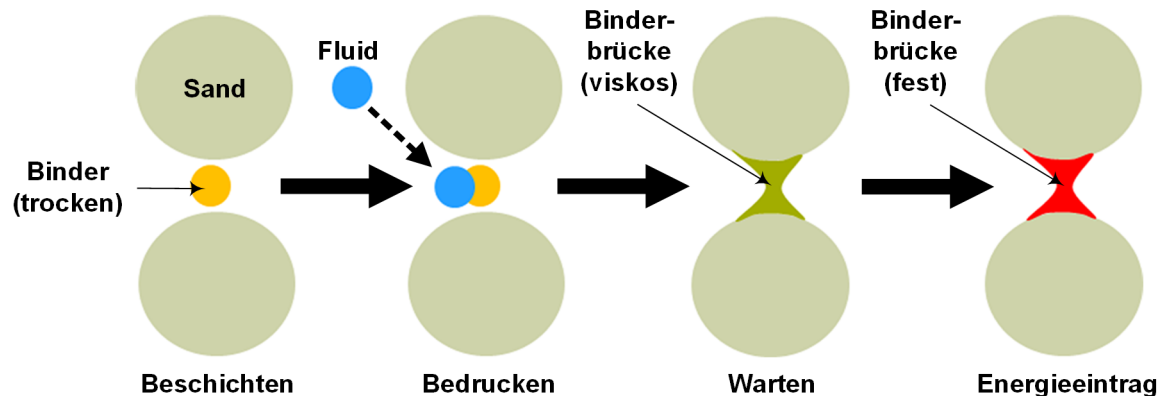 Sand
Binder
(trocken)
Fluid
Binder-
brücke
(viskos)
Binder-
brücke
(fest)
Beschichten
Bedrucken
Warten
Energieeintrag